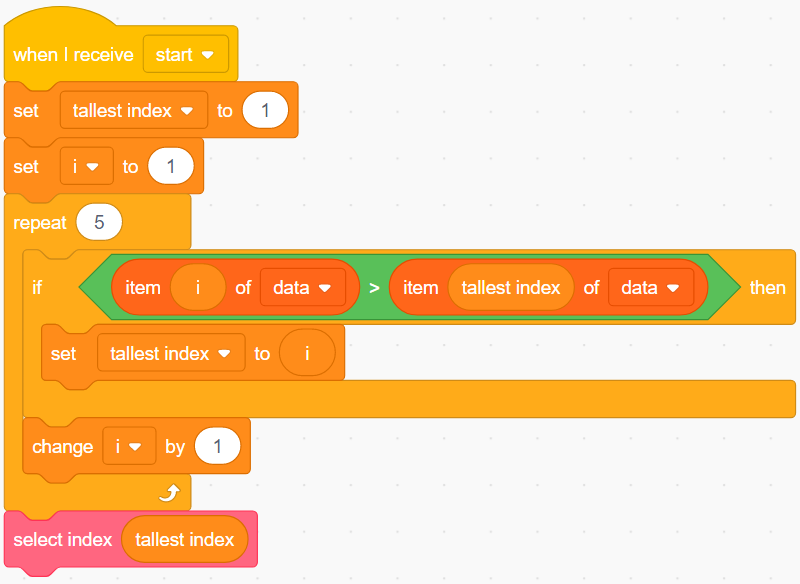 when I receive start
set tallest index to 1
set i to 1
repeat 5
if item i of data > item tallest index of data then
set tallest index to i
change i by 1
select index tallest index